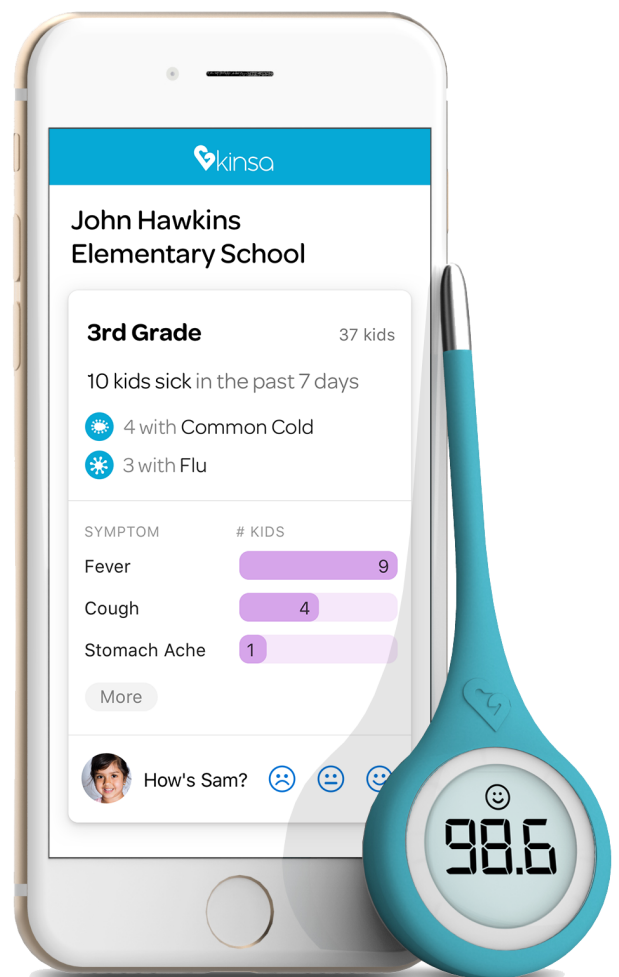 kinsa
John Hawkins
Elementary School
3rd Grade
37 kids
10 kids sick in the past 7 days
4 with Common Cold
3 with Flu
SYMPTOM # KIDS
Fever 9
Cough 4
Stomach Ache 1
More
How's Sam?
98.6